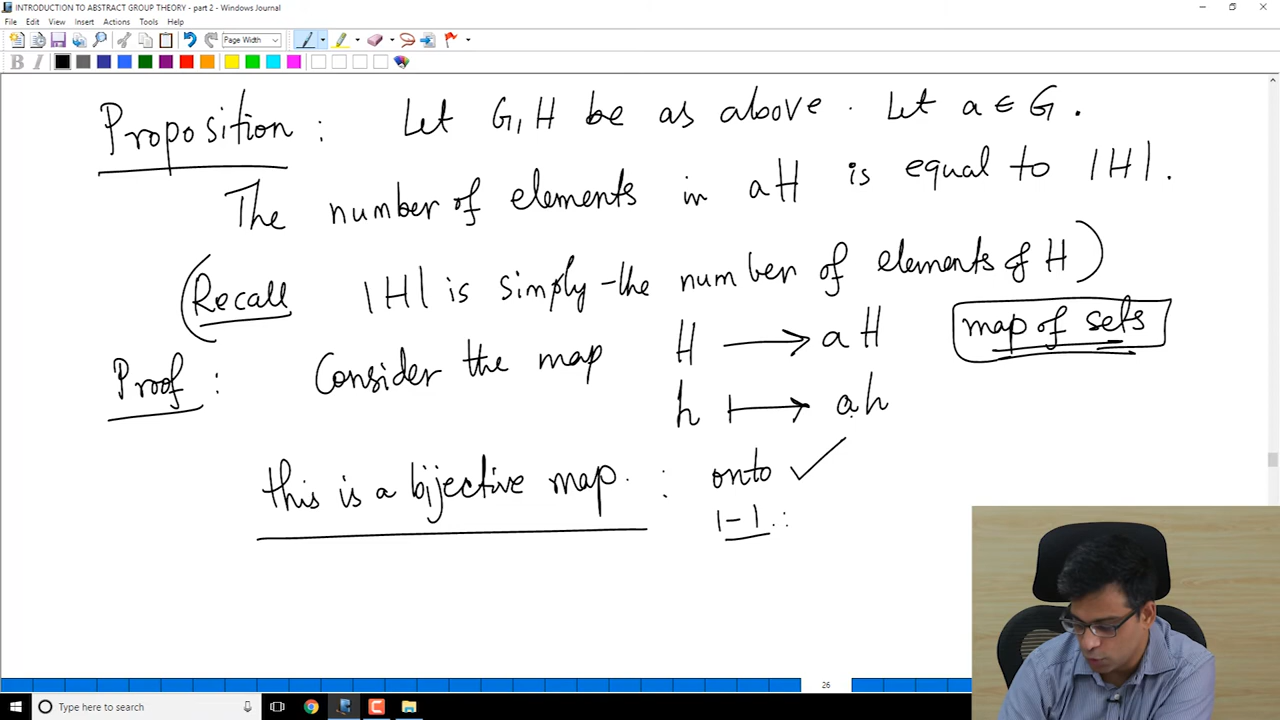 INTRODUCTION TO ABSTRACT GROUP THEORY - part 2 - Windows Journal
File Edit View Insert Actions Tools Help
Page Width
B I
Proposition : Let G, H be as above. Let a ∈ G.
The number of elements in aH is equal to |H|.
(Recall |H| is simply the number of elements of H)
map of sets
Proof : Consider the map H → aH
h ↦ ah
this is a bijective map. : onto ✓
1-1 :
26
Type here to search